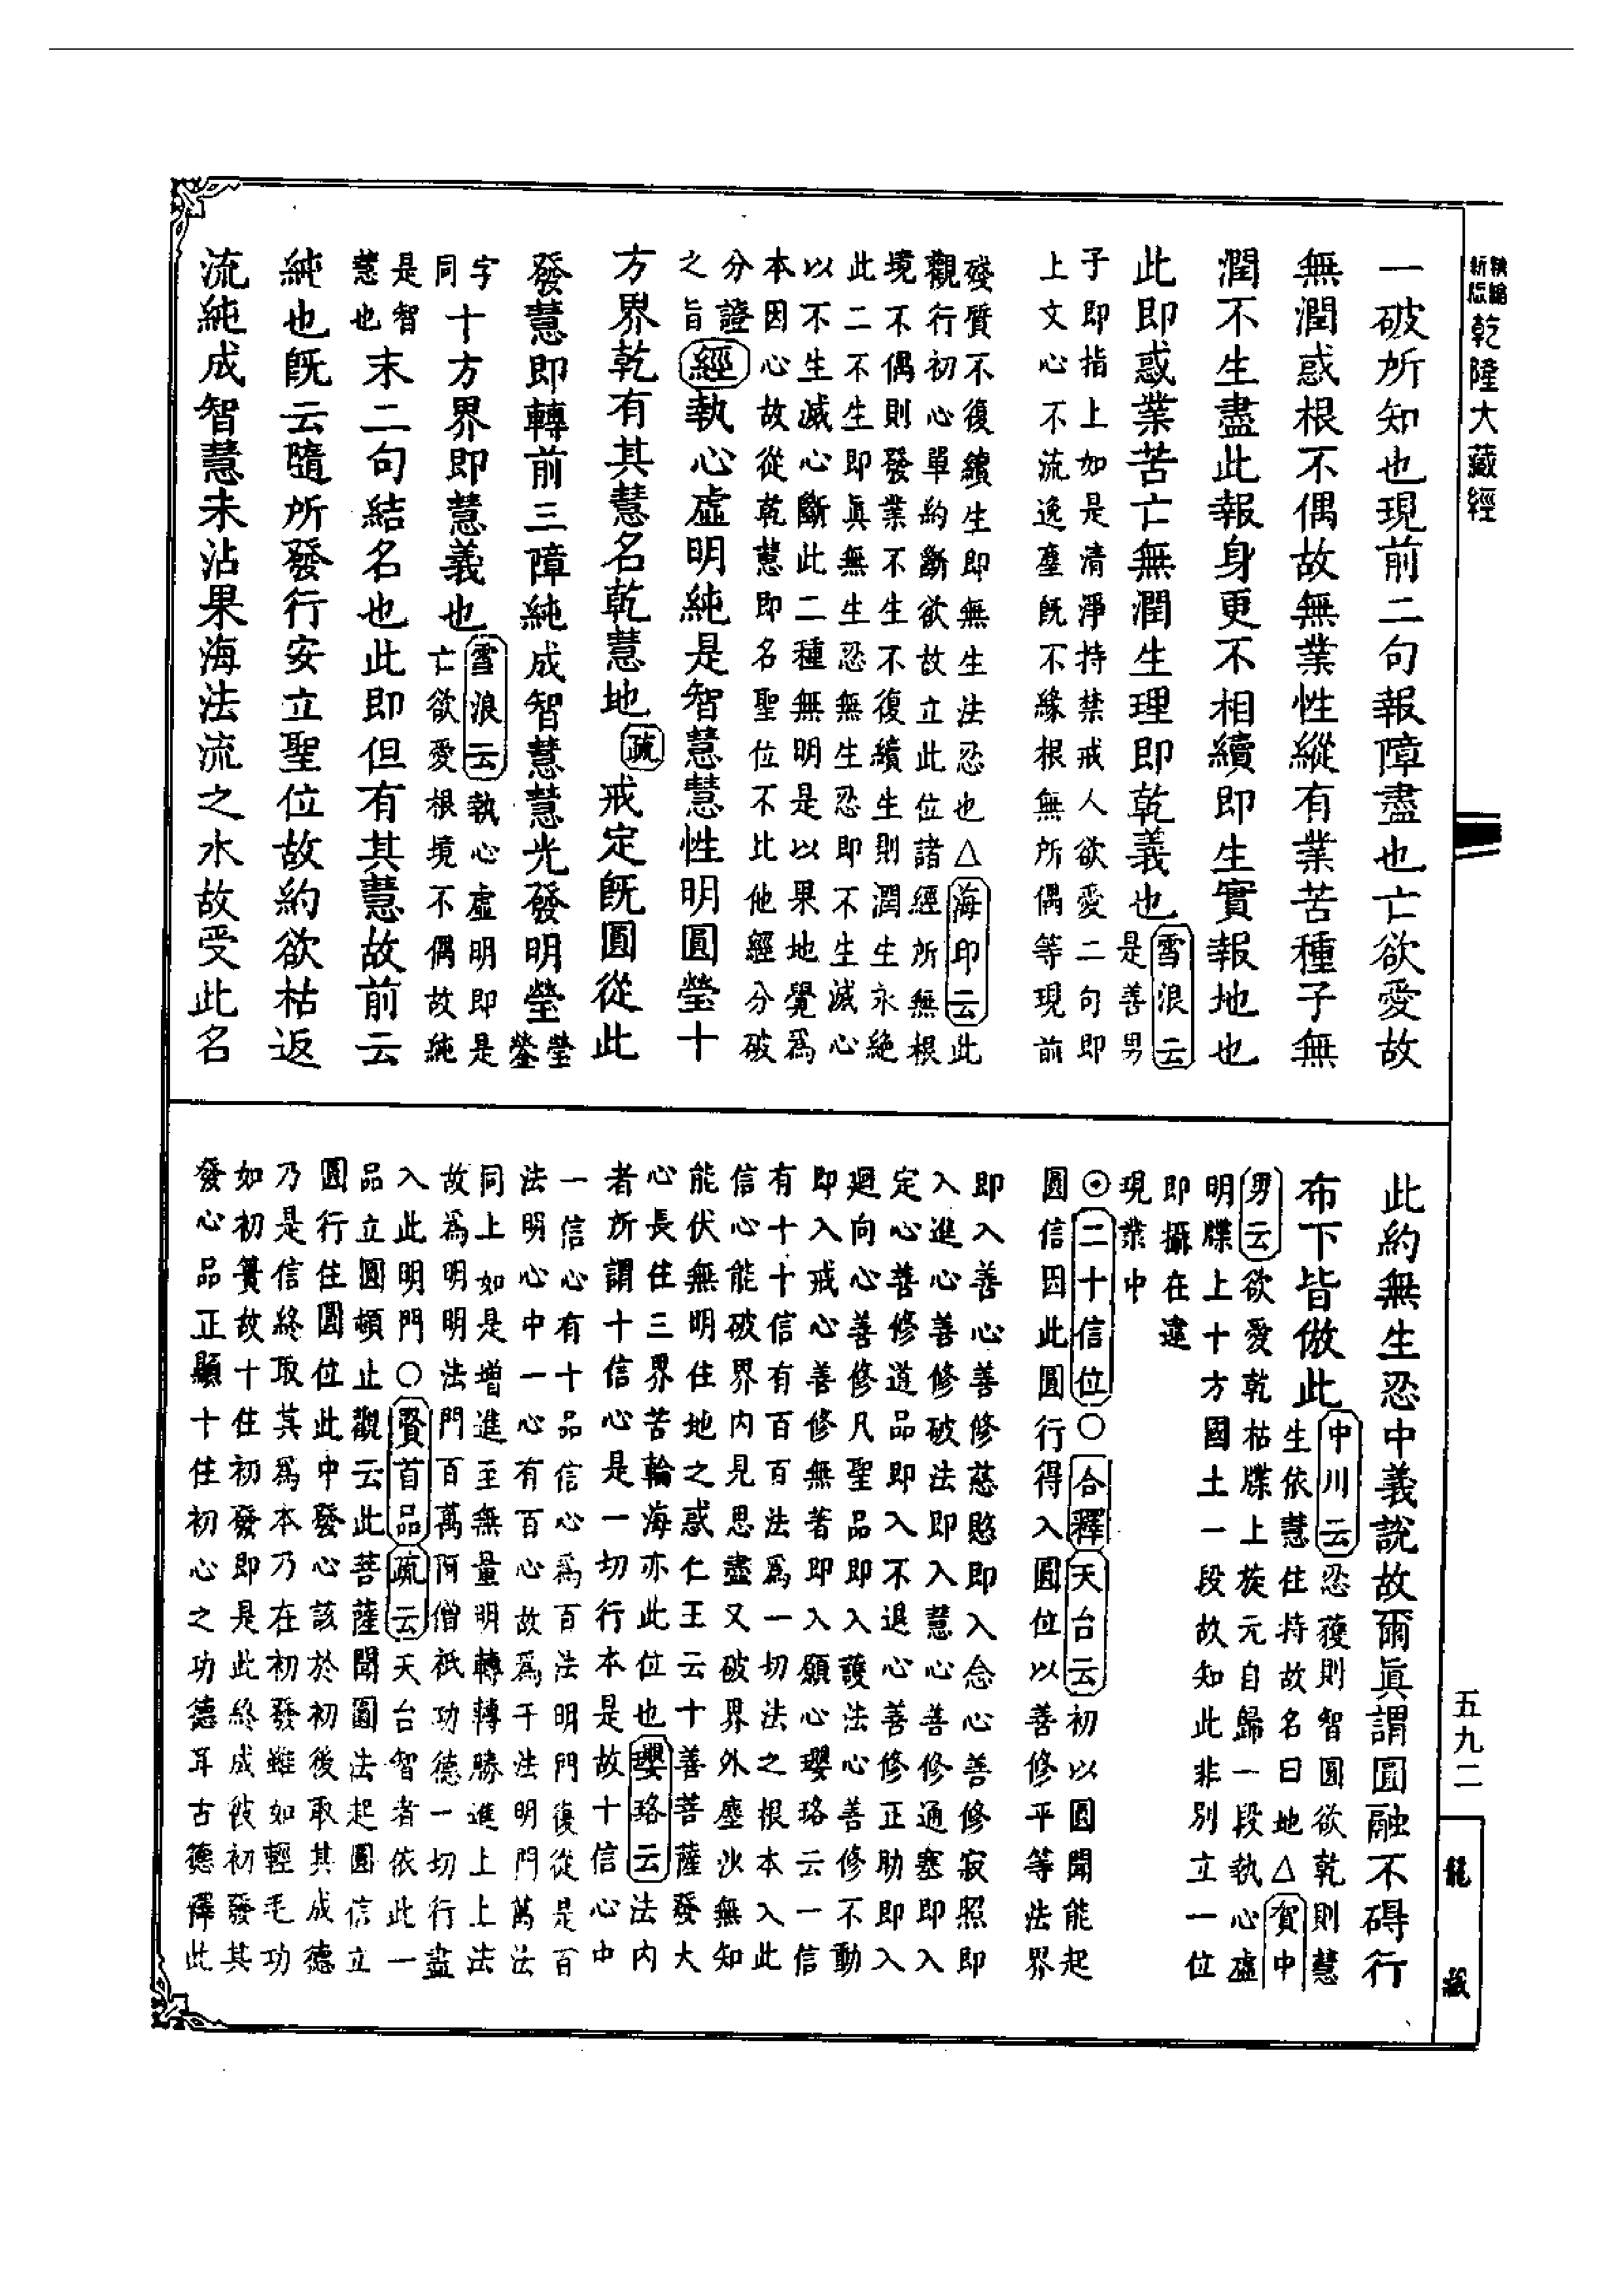 乾隆大藏經
一破所知也現前二句報障盡也亡欲愛故
無潤惑根不偶故無業性縱有業苦種子無
潤不生盡此報身更不相續即生實報地也
此即惑業苦亡無潤生理即乾義也
雪浪云
是善男
子即指上如是清淨持禁戒人欲愛二句即
上文心不流逸塵既不緣根無所偶等現前
殘質不復續生即無生法忍也△海印云此
觀行初心單約斷欲故立此位諸經所無根
境不偶則發業不生不復續生則潤生永絶
此二不生即眞無生忍無生忍即不生滅心
以不生滅心斷此二種無明是以果地覺爲
本因心故從乾慧即名聖位不比他經分破
分證
之旨
經執心虛明純是智慧慧性明圓瑩十
方界乾有其慧名乾慧地
疏戒定既圓從此
發慧即轉前三障純成智慧慧光發明瑩
瑩
鎣
字
同
十方界即慧義也
雪浪云執心虛明即是
亡欲愛根境不偶故純
是智
慧也
末二句結名也此即但有其慧故前云
純也既云隨所發行安立聖位故約欲枯返
流純成智慧未沾果海法流之水故受此名
此約無生忍中義說故爾眞謂圓融不碍行
布下皆倣此
中川云忍獲則智圓欲乾則慧
生依慧住持故名曰地△賀中
男云欲愛乾枯牒上旋元自歸一段執心虛
明牒上十方國土一段故知此非別立一位
即攝在逮
現業中
⊙二十信位○合釋天台云初以圓聞能起
圓信因此圓行得入圓位以善修平等法界
即入善心善修慈愍即入念心善修寂照即
入進心善修破法即入慧心善修通塞即入
定心善修道品即入不退心善修正助即入
廻向心善修凡聖品即入護法心善修不動
即入戒心善修無著即入願心瓔珞云一信
有十十信有百百法爲一切法之根本入此
信心能破界內見思盡又破界外塵沙無知
能伏無明住地之惑仁王云十善菩薩發大
心長住三界苦輪海亦此位也瓔珞云法內
者所謂十信心是一切行本是故十信心中
一信心有十品信心爲百法明門復從是百
法明心中一心有百心故爲千法明門萬法
同上如是增進至無量明轉轉勝進上上法
故爲明明法門百萬阿僧祇功德一切行盡
入此明門○賢首品疏云天台智者依此一
品立圓頓止觀云此菩薩聞圓法起圓信立
圓行住圓位此中發心該於初後取其成德
乃是信終取其爲本乃在初發雖如輕毛功
如初簣故十住初發即是此終成彼初發其
發心品正顯十住初心之功德耳古德釋此
五九二
龍
藏